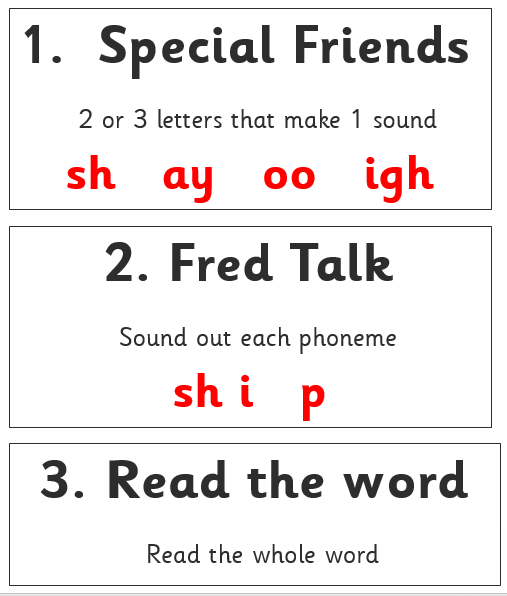 1. Special Friends
2 or 3 letters that make 1 sound
sh ay oo igh
2. Fred Talk
Sound out each phoneme
sh i p
3. Read the word
Read the whole word